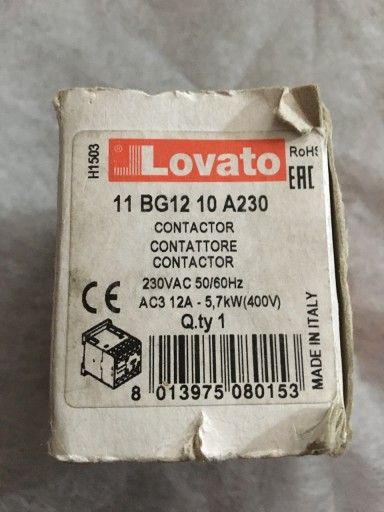 H1503
Lovato
RoHS
EAC
11 BG12 10 A230
CONTACTOR
CONTATTORE
CONTACTOR
230VAC 50/60Hz
AC3 12A - 5,7kW(400V)
CE
Q.ty 1
MADE IN ITALY
8 013975 080153